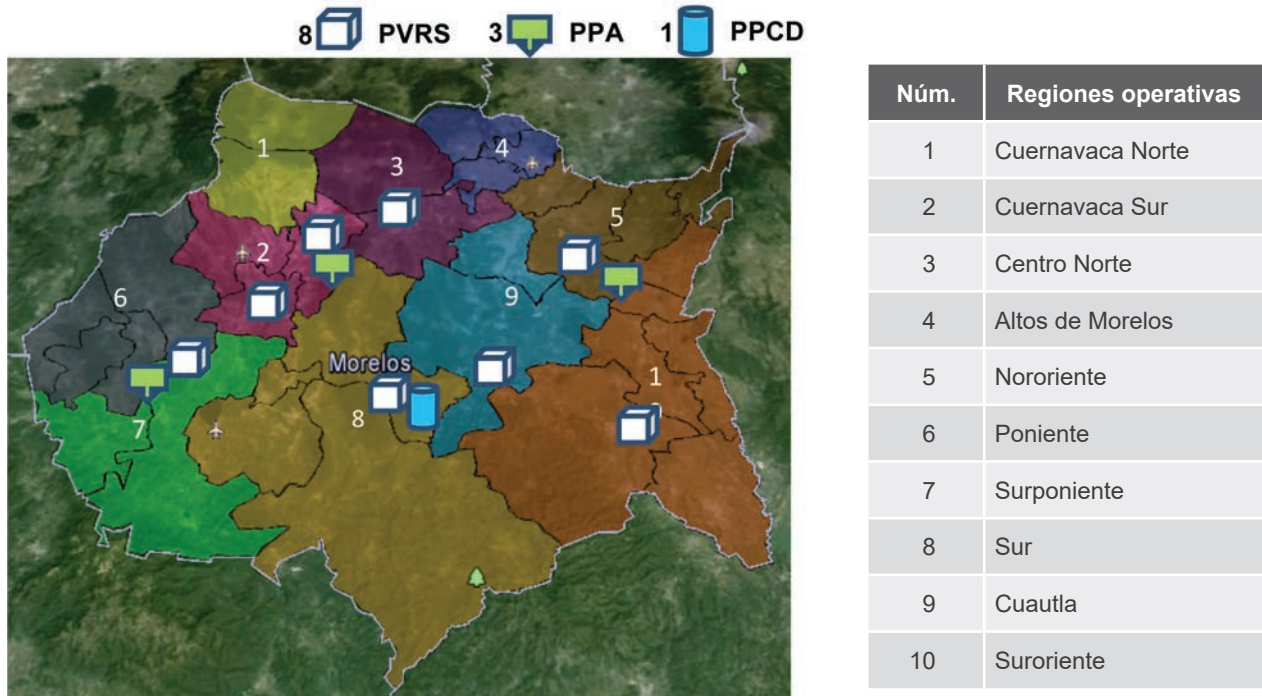 8 PVRS 3 PPA 1 PPCD
1
3
4
2
5
6
9
Morelos
1
0
8
7
Núm. Regiones operativas
1 Cuernavaca Norte
2 Cuernavaca Sur
3 Centro Norte
4 Altos de Morelos
5 Nororiente
6 Poniente
7 Surponiente
8 Sur
9 Cuautla
10 Suroriente